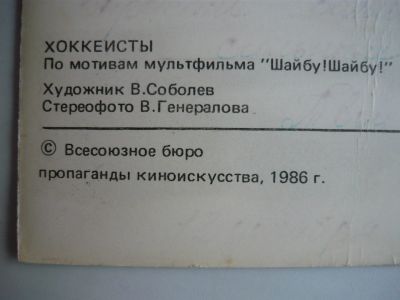 ХОККЕИСТЫ
По мотивам мультфильма "Шайбу!Шайбу!"
Художник В.Соболев
Стереофото В.Генералова
© Всесоюзное бюро
пропаганды киноискусства, 1986 г.